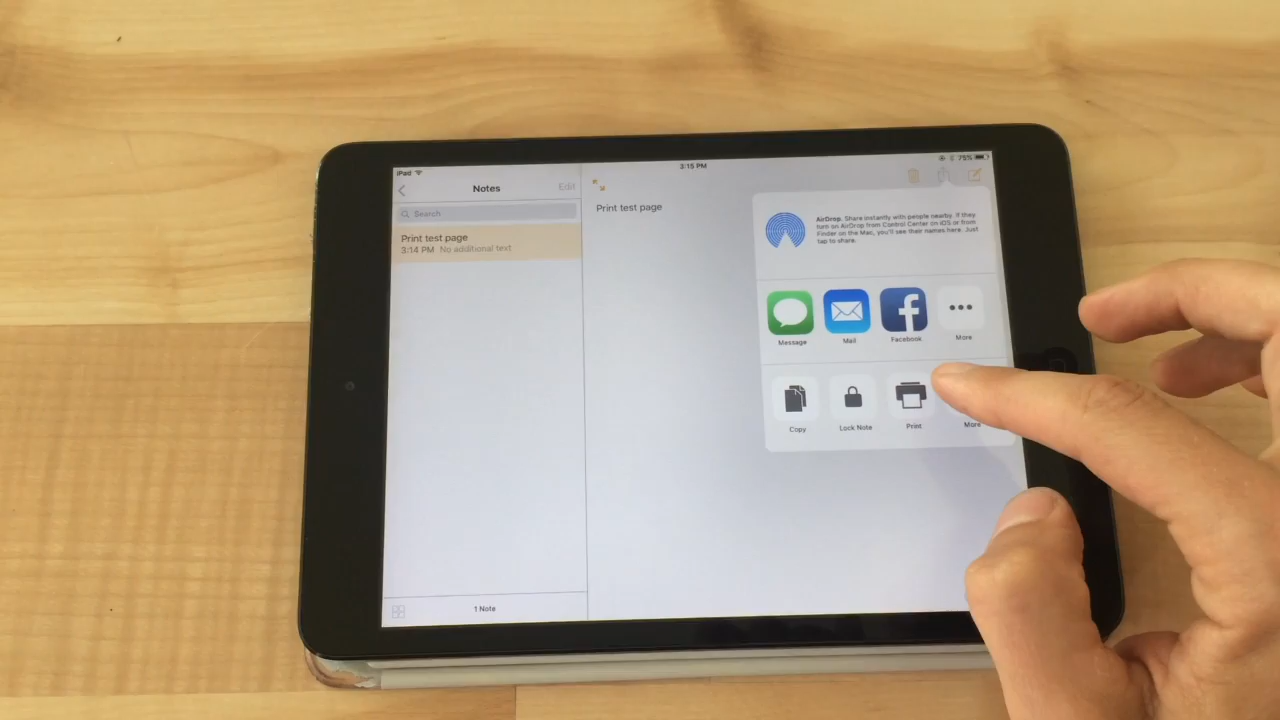 iPad
3:15 PM
75%
Notes
Edit
Search
Print test page
3:14 PM No additional text
1 Note
Print test page
AirDrop. Share instantly with people nearby. If they
turn on AirDrop from Control Center on iOS or from
Finder on the Mac, you'll see their names here. Just
tap to share.
Message
Mail
Facebook
More
Copy
Lock Note
Print
More